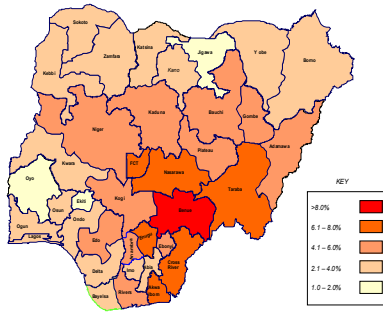 Sokoto
Katsina
Jigawa
Yobe
Borno
Zamfara
Kebbi
Kano
Kaduna
Bauchi
Gombe
Niger
Adamawa
Plateau
FCT
Nasarawa
Kwara
Oyo
Taraba
Kogi
Benue
Ekiti
Osun
Ondo
Ogun
Lagos
Edo
Enugu
Ebonyi
Anambra
Delta
Imo
Abia
Cross
River
Bayelsa
Rivers
Akwa
Ibom
KEY
>8.0%
6.1 – 8.0%
4.1 – 6.0%
2.1 – 4.0%
1.0 – 2.0%